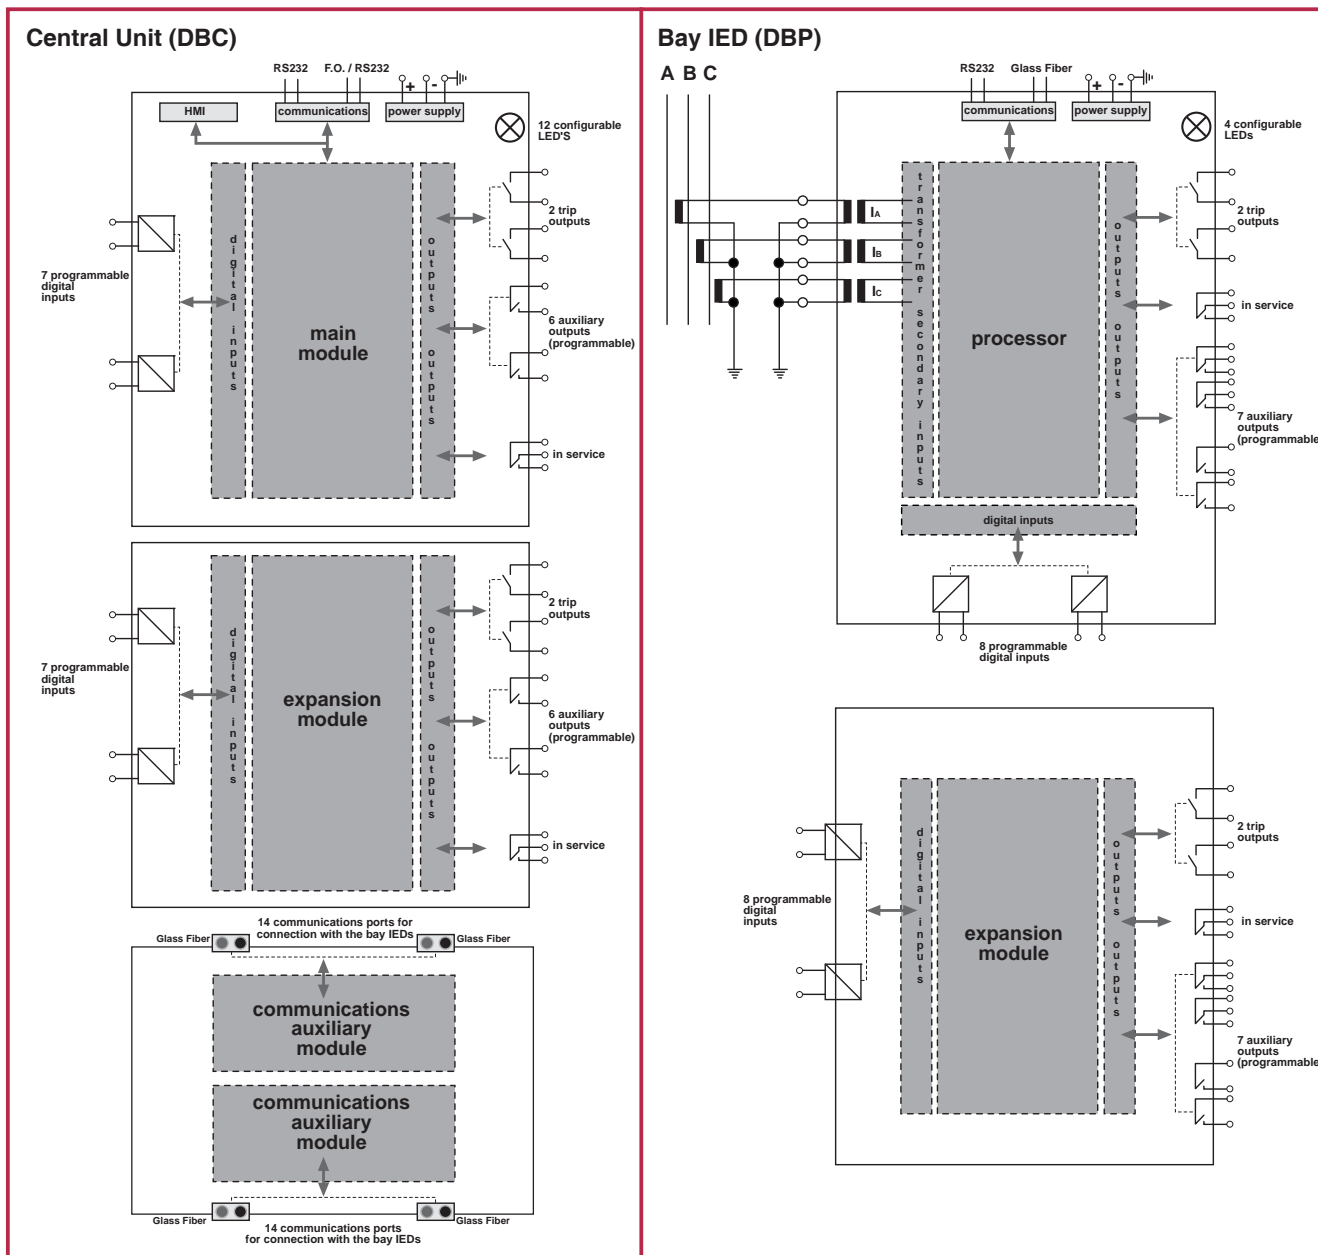 Central Unit (DBC)
RS232 F.O. / RS232
+ -
HMI communications power supply
12 configurable
LED'S
2 trip
outputs
7 programmable
digital
inputs
digital inputs
main
module
outputs outputs
6 auxiliary
outputs
(programmable)
in service
2 trip
outputs
7 programmable
digital
inputs
digital inputs
expansion
module
outputs outputs
6 auxiliary
outputs
(programmable)
in service
14 communications ports for
connection with the bay IEDs
Glass Fiber Glass Fiber
communications
auxiliary
module
communications
auxiliary
module
Glass Fiber Glass Fiber
14 communications ports
for connection with the bay IEDs
Bay IED (DBP)
A B C
RS232 Glass Fiber
+ -
communications power supply
4 configurable
LEDs
IA
IB
IC
transformer secondary inputs
processor
outputs outputs
2 trip
outputs
in service
7 auxiliary
outputs
(programmable
digital inputs
8 programmable
digital inputs
8 programmable
digital
inputs
digital inputs
expansion
module
outputs outputs
2 trip
outputs
in service
7 auxiliary
outputs
(programmable